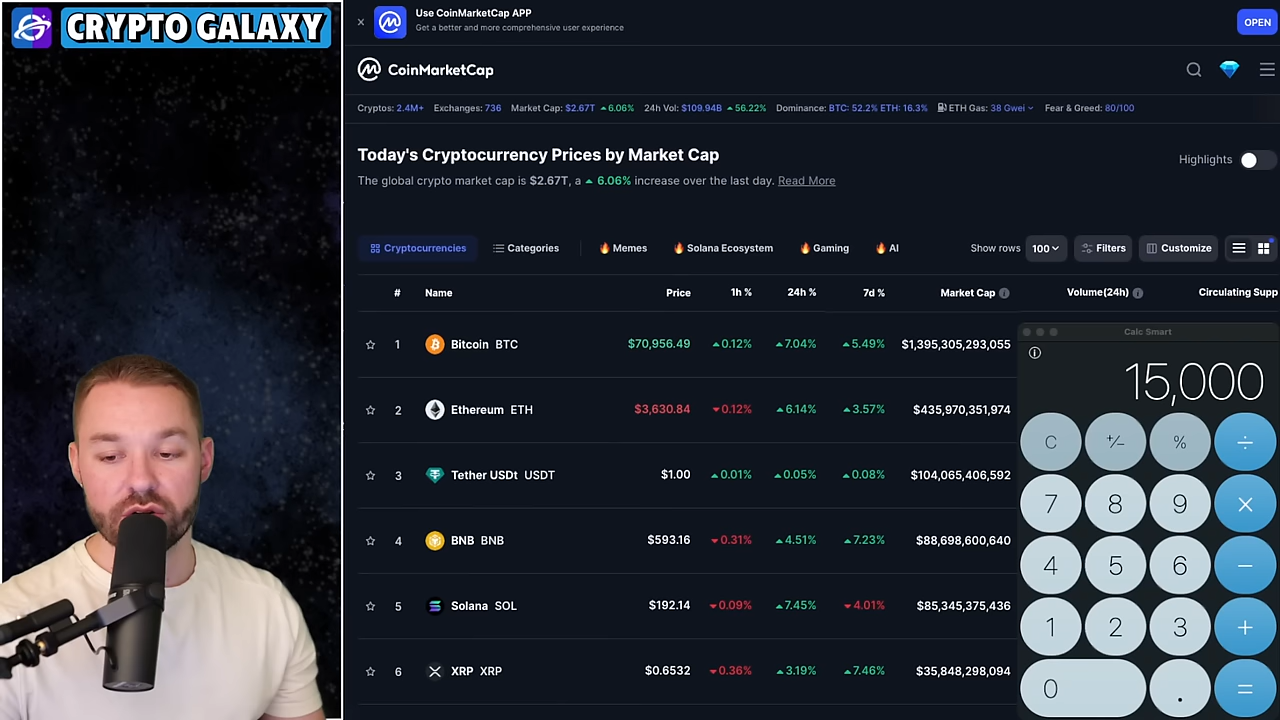 CRYPTO GALAXY
Use CoinMarketCap APP
Get a better and more comprehensive user experience
OPEN
CoinMarketCap
Cryptos: 2.4M+ Exchanges: 736 Market Cap: $2.67T 6.06% 24h Vol: $109.94B 56.22% Dominance: BTC: 52.2% ETH: 16.3% ETH Gas: 38 Gwei Fear & Greed: 80/100
Today's Cryptocurrency Prices by Market Cap
Highlights
The global crypto market cap is $2.67T, a 6.06% increase over the last day. Read More
Cryptocurrencies Categories Memes Solana Ecosystem Gaming AI Show rows 100 Filters Customize
# Name Price 1h % 24h % 7d % Market Cap Volume(24h) Circulating Supp
1 Bitcoin BTC $70,956.49 0.12% 7.04% 5.49% $1,395,305,293,055
2 Ethereum ETH $3,630.84 0.12% 6.14% 3.57% $435,970,351,974
3 Tether USDt USDT $1.00 0.01% 0.05% 0.08% $104,065,406,592
4 BNB BNB $593.16 0.31% 4.51% 7.23% $88,698,600,640
5 Solana SOL $192.14 0.09% 7.45% 4.01% $85,345,375,436
6 XRP XRP $0.6532 0.36% 3.19% 7.46% $35,848,298,094
Calc Smart
15,000
C +/− % ÷
7 8 9 ×
4 5 6 −
1 2 3 +
0 . =